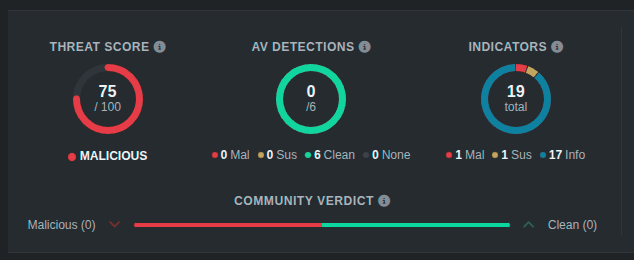 THREAT SCORE AV DETECTIONS INDICATORS
75 0 19
/ 100 /6 total
MALICIOUS 0 Mal 0 Sus 6 Clean 0 None 1 Mal 1 Sus 17 Info
COMMUNITY VERDICT
Malicious (0) Clean (0)